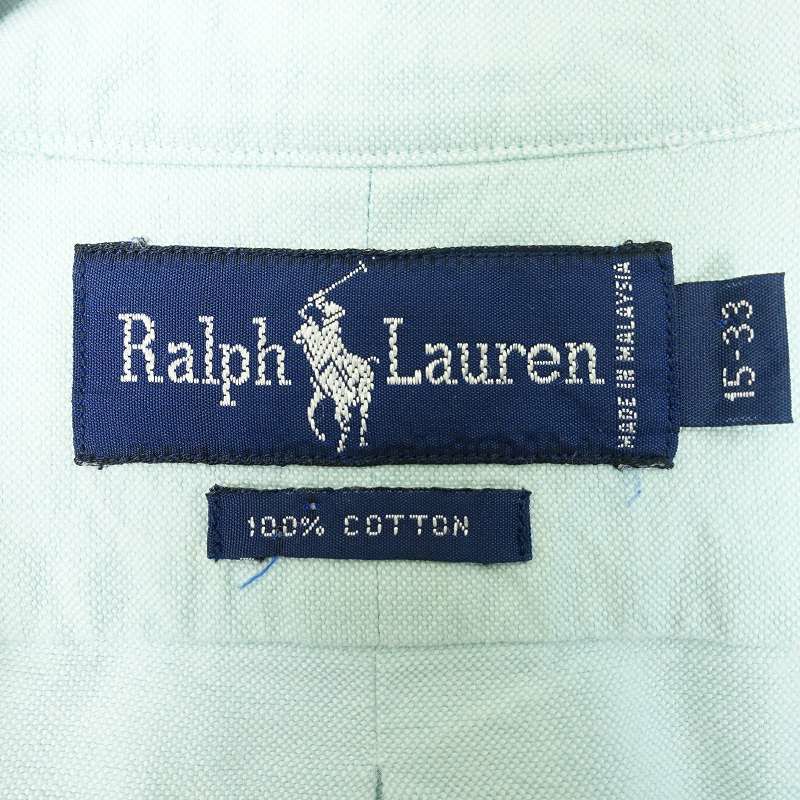 Ralph Lauren
MADE IN MALAYSIA
15-33
100% COTTON